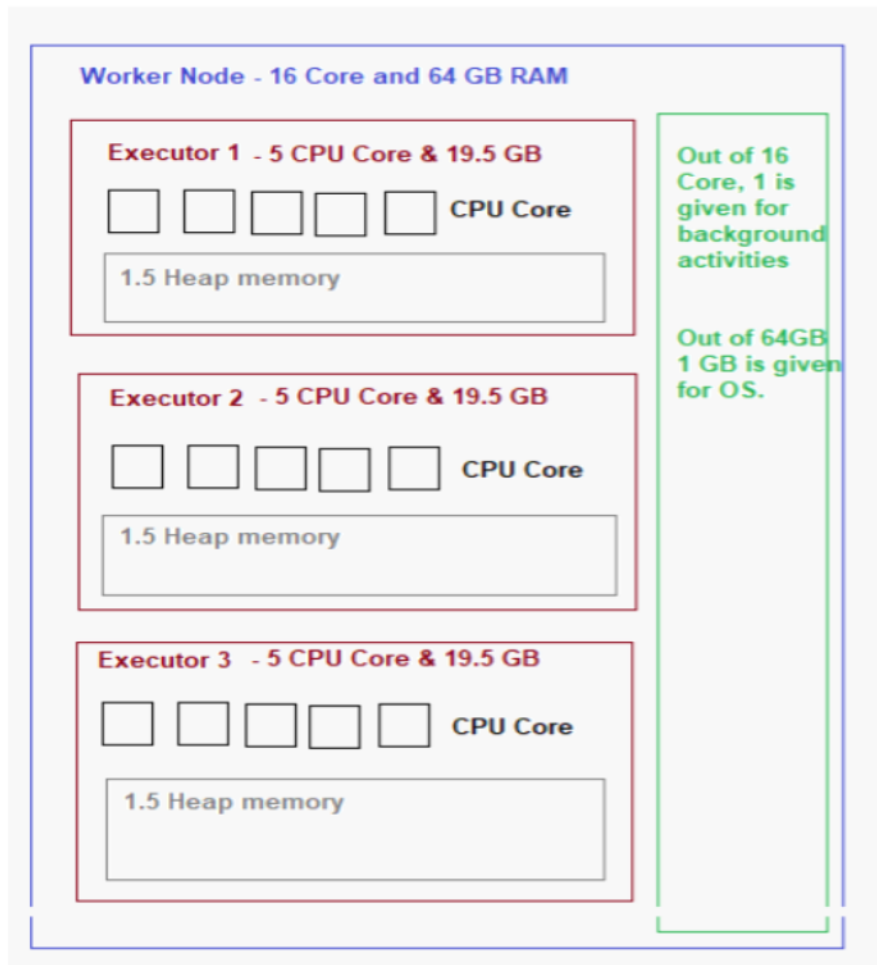 Worker Node - 16 Core and 64 GB RAM
Executor 1 - 5 CPU Core & 19.5 GB
CPU Core
1.5 Heap memory
Out of 16
Core, 1 is
given for
background
activities
Out of 64GB
1 GB is given
for OS.
Executor 2 - 5 CPU Core & 19.5 GB
CPU Core
1.5 Heap memory
Executor 3 - 5 CPU Core & 19.5 GB
CPU Core
1.5 Heap memory